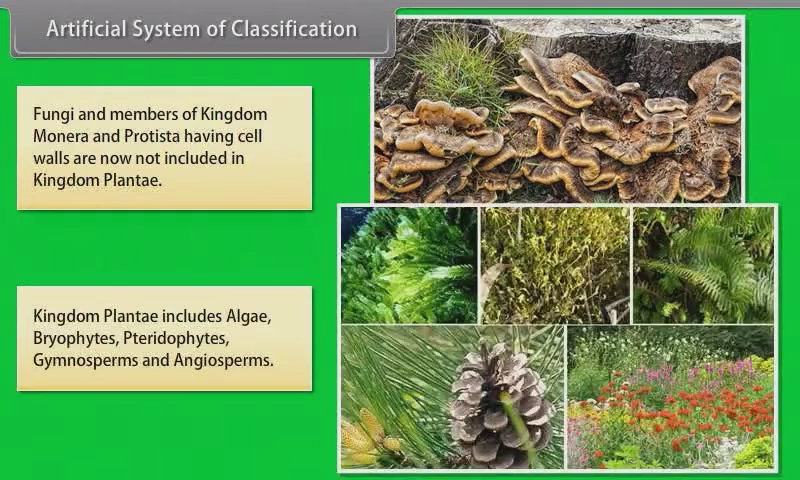 Artificial System of Classification
Fungi and members of Kingdom
Monera and Protista having cell
walls are now not included in
Kingdom Plantae.
Kingdom Plantae includes Algae,
Bryophytes, Pteridophytes,
Gymnosperms and Angiosperms.